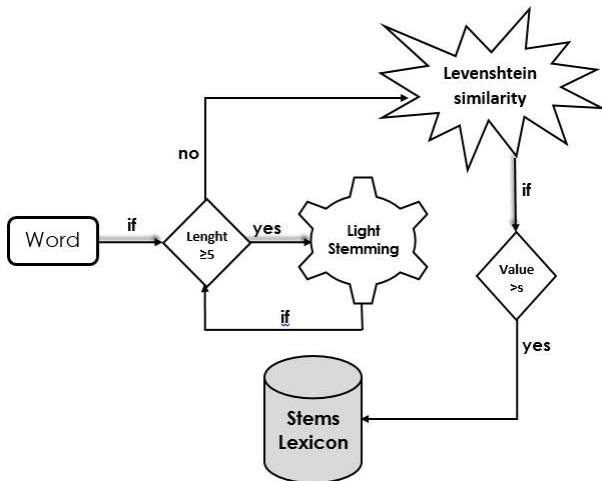 Levenshtein
similarity
no
if
Word
if
Lenght
≥5
yes
Light
Stemming
Value
>s
if
yes
Stems
Lexicon